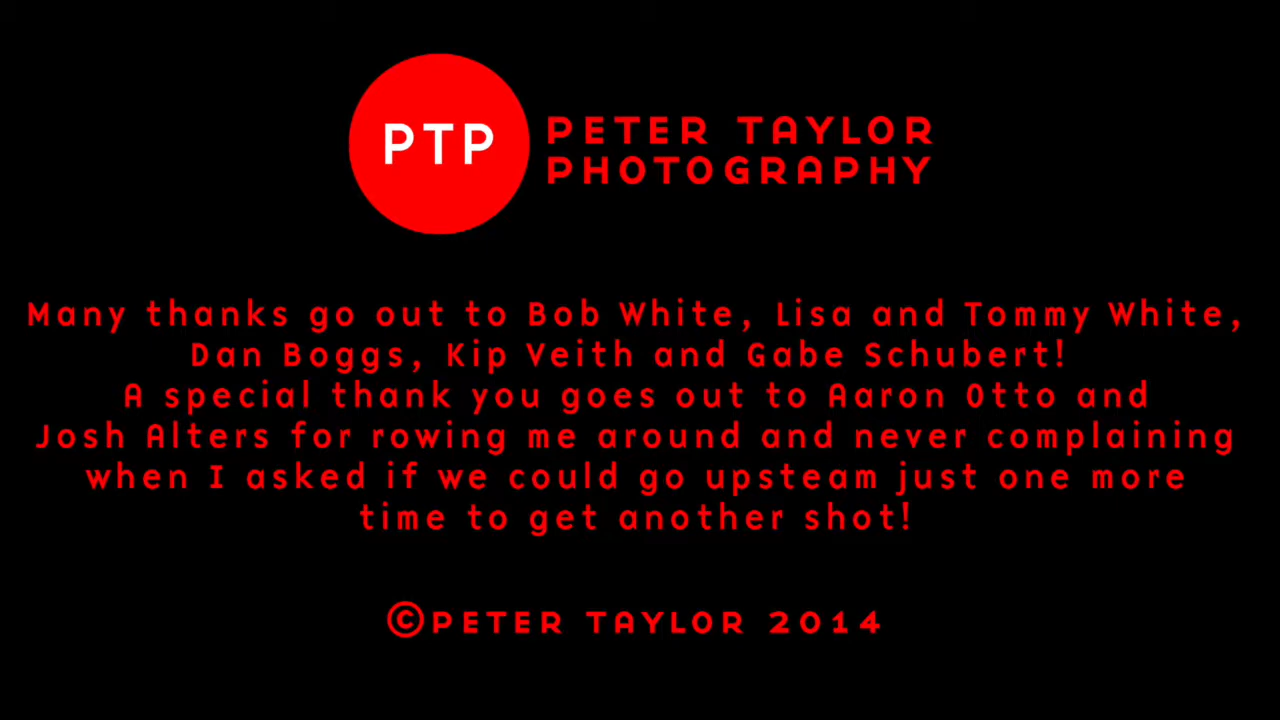 PTP
PETER TAYLOR
PHOTOGRAPHY
Many thanks go out to Bob White, Lisa and Tommy White,
Dan Boggs, Kip Veith and Gabe Schubert!
A special thank you goes out to Aaron Otto and
Josh Alters for rowing me around and never complaining
when I asked if we could go upsteam just one more
time to get another shot!
©PETER TAYLOR 2014